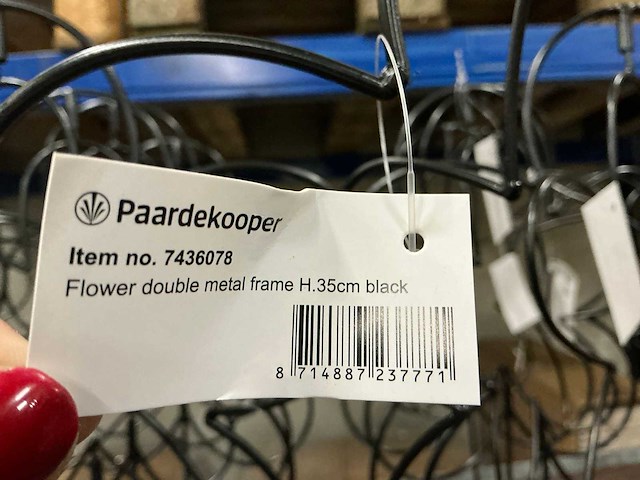 Paardekooper
Item no. 7436078
Flower double metal frame H.35cm black
8 714887 237771